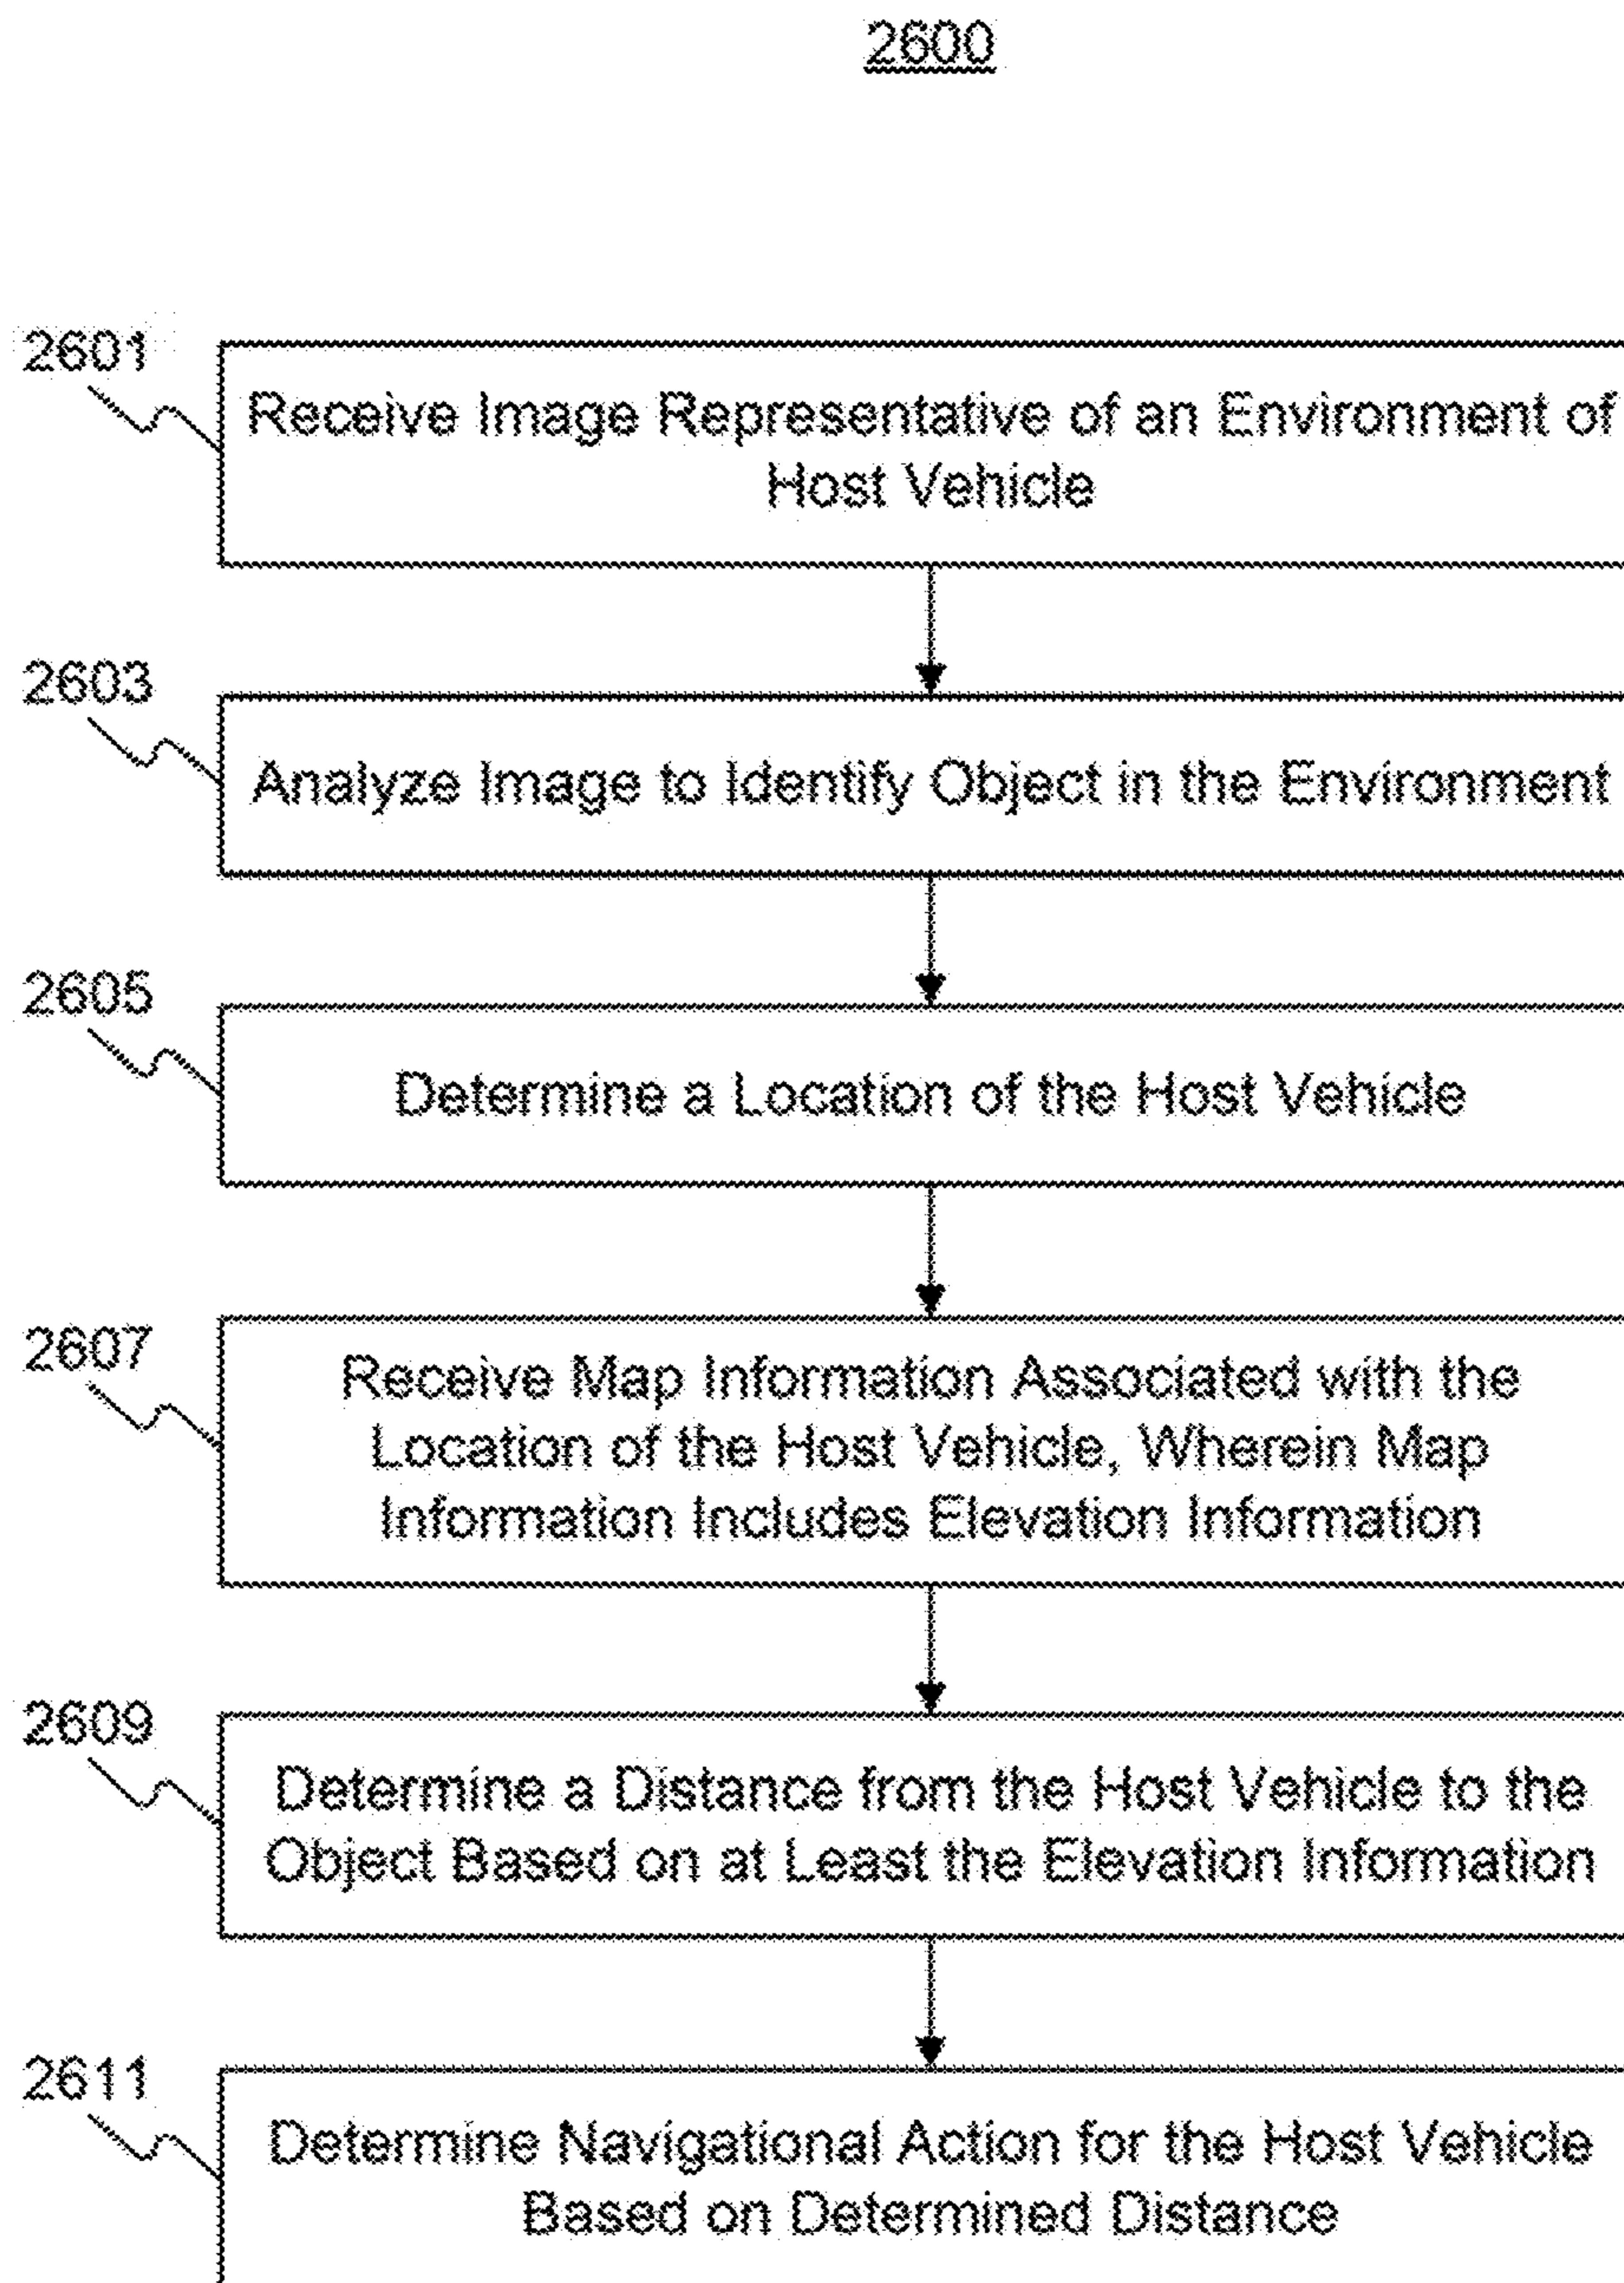 2600
2601
Receive Image Representative of an Environment of
Host Vehicle
2603
Analyze Image to Identify Object in the Environment
2605
Determine a Location of the Host Vehicle
2607
Receive Map Information Associated with the
Location of the Host Vehicle, Wherein Map
Information Includes Elevation Information
2609
Determine a Distance from the Host Vehicle to the
Object Based on at Least the Elevation Information
2611
Determine Navigational Action for the Host Vehicle
Based on Determined Distance